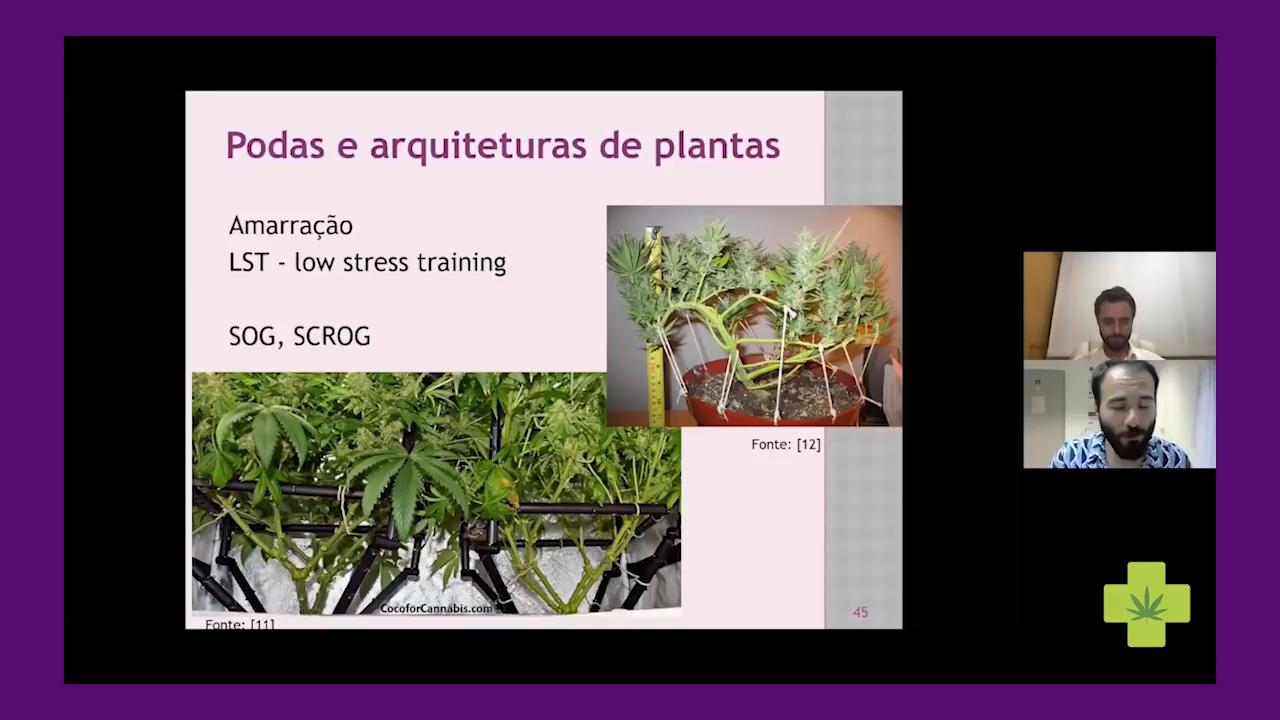 Podas e arquiteturas de plantas
Amarração
LST - low stress training
SOG, SCROG
Fonte: [12]
CocoforCannabis.com
45
Fonte: [11]